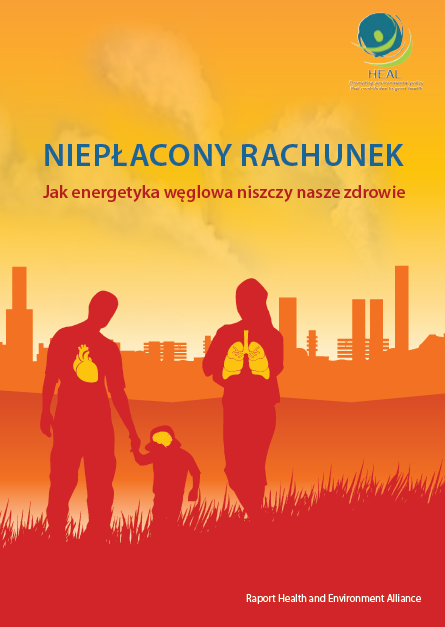 HEAL
NIEPŁACONY RACHUNEK
Jak energetyka węglowa niszczy nasze zdrowie
Raport Health and Environment Alliance